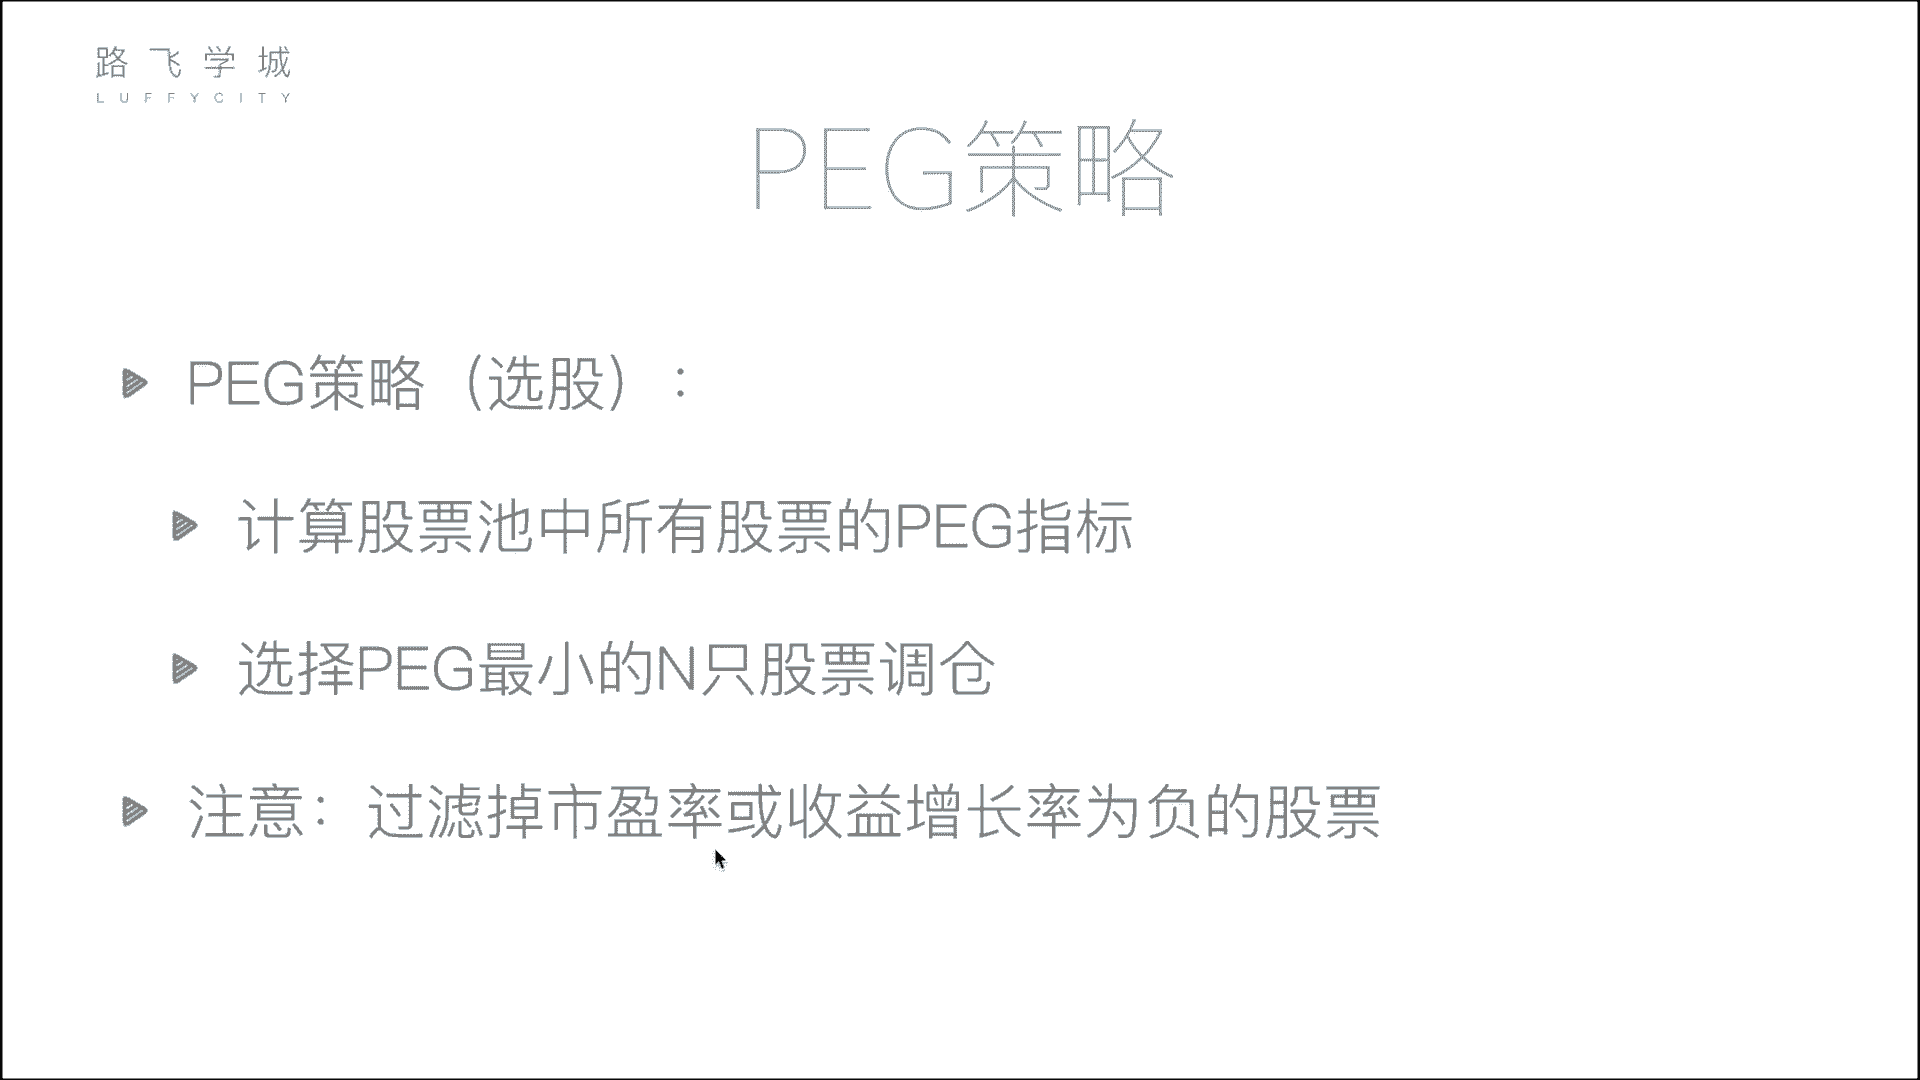 路飞学城
LUFFYCITY
PEG策略
PEG策略（选股）：
计算股票池中所有股票的PEG指标
选择PEG最小的N只股票调仓
注意：过滤掉市盈率或收益增长率为负的股票